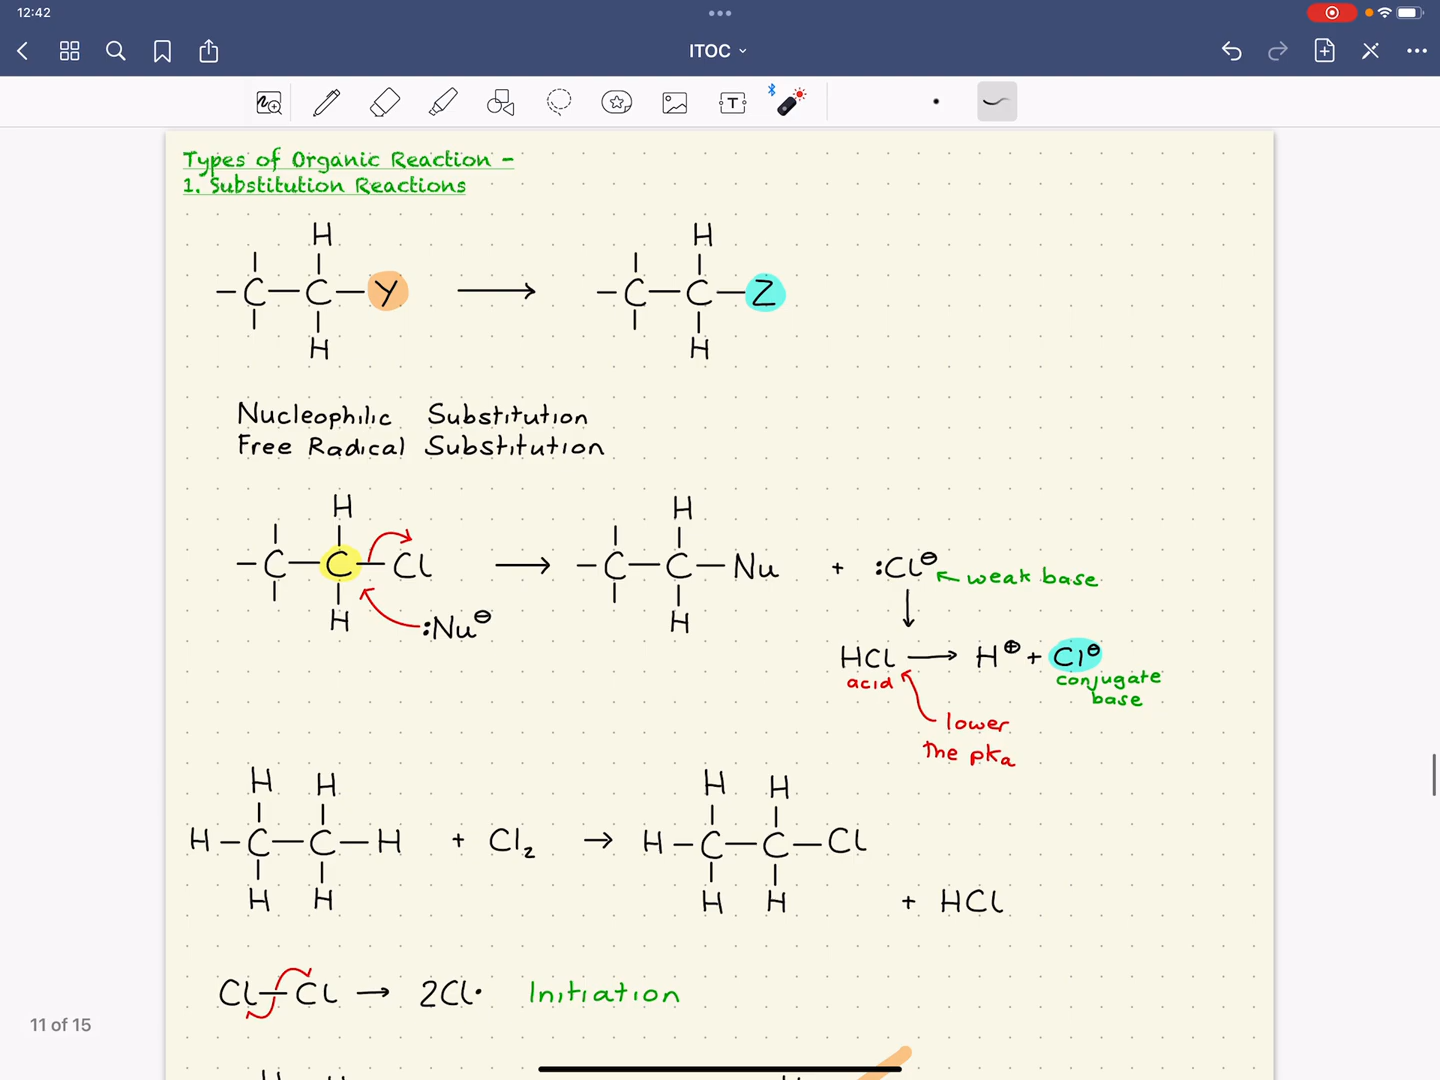 12:42
ITOC
T
Types of Organic Reaction -
1. Substitution Reactions
H H
-C-C-Y → -C-C-Z
H H
Nucleophilic Substitution
Free Radical Substitution
H H
-C-C-Cl → -C-C-Nu + :Cl⊖ ← weak base
H :Nu⊖ H
HCl → H⊕ + Cl⊖
acid conjugate
base
lower
the pka
H H H H
H-C-C-H + Cl₂ → H-C-C-Cl
H H H H + HCl
Cl-Cl → 2Cl• Initiation
11 of 15